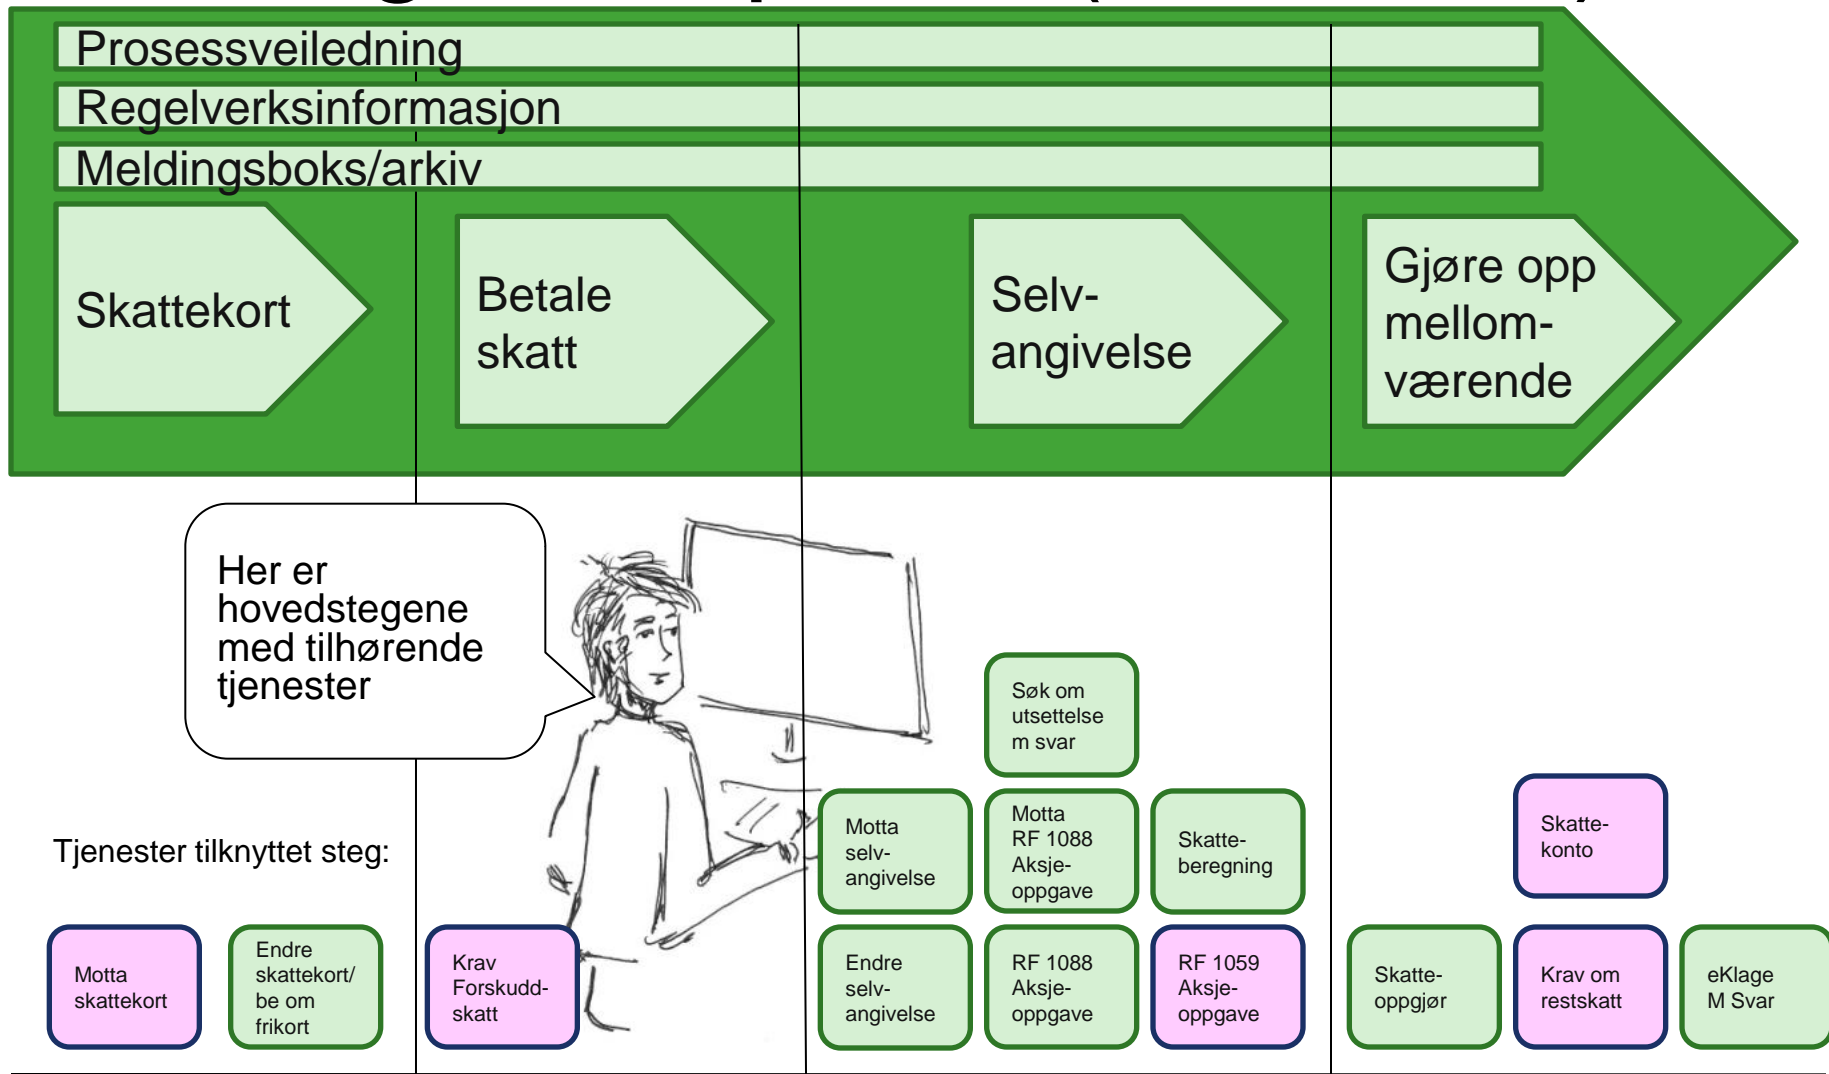 Prosessveiledning
Regelverksinformasjon
Meldingsboks/arkiv
Skattekort
Betale
skatt
Selv-
angivelse
Gjøre opp
mellom-
værende
Her er
hovedstegene
med tilhørende
tjenester
Tjenester tilknyttet steg:
Motta
skattekort
Endre
skattekort/
be om
frikort
Krav
Forskudd-
skatt
Søk om
utsettelse
m svar
Motta
selv-
angivelse
Motta
RF 1088
Aksje-
oppgave
Skatte-
beregning
Endre
selv-
angivelse
RF 1088
Aksje-
oppgave
RF 1059
Aksje-
oppgave
Skatte-
konto
Skatte-
oppgjør
Krav om
restskatt
eKlage
M Svar